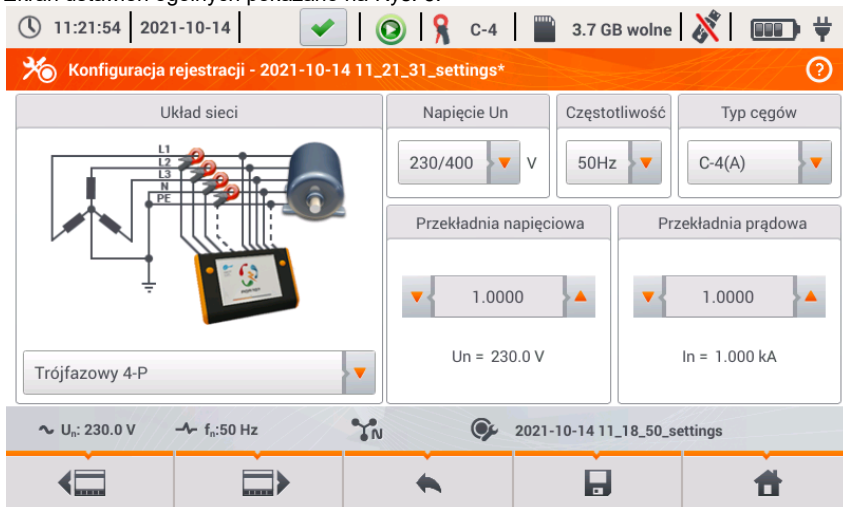 Ekran ustawień ogólnych pokazano na Rys. 6.
11:21:54 2021-10-14 C-4 3.7 GB wolne
Konfiguracja rejestracji - 2021-10-14 11_21_31_settings*
Układ sieci
Napięcie Un
Częstotliwość
Typ cęgów
L1
L2
L3
N
PE
230/400 V
50Hz
C-4(A)
Przekładnia napięciowa
Przekładnia prądowa
1.0000
1.0000
Un = 230.0 V
In = 1.000 kA
Trójfazowy 4-P
Un: 230.0 V fn:50 Hz N 2021-10-14 11_18_50_settings